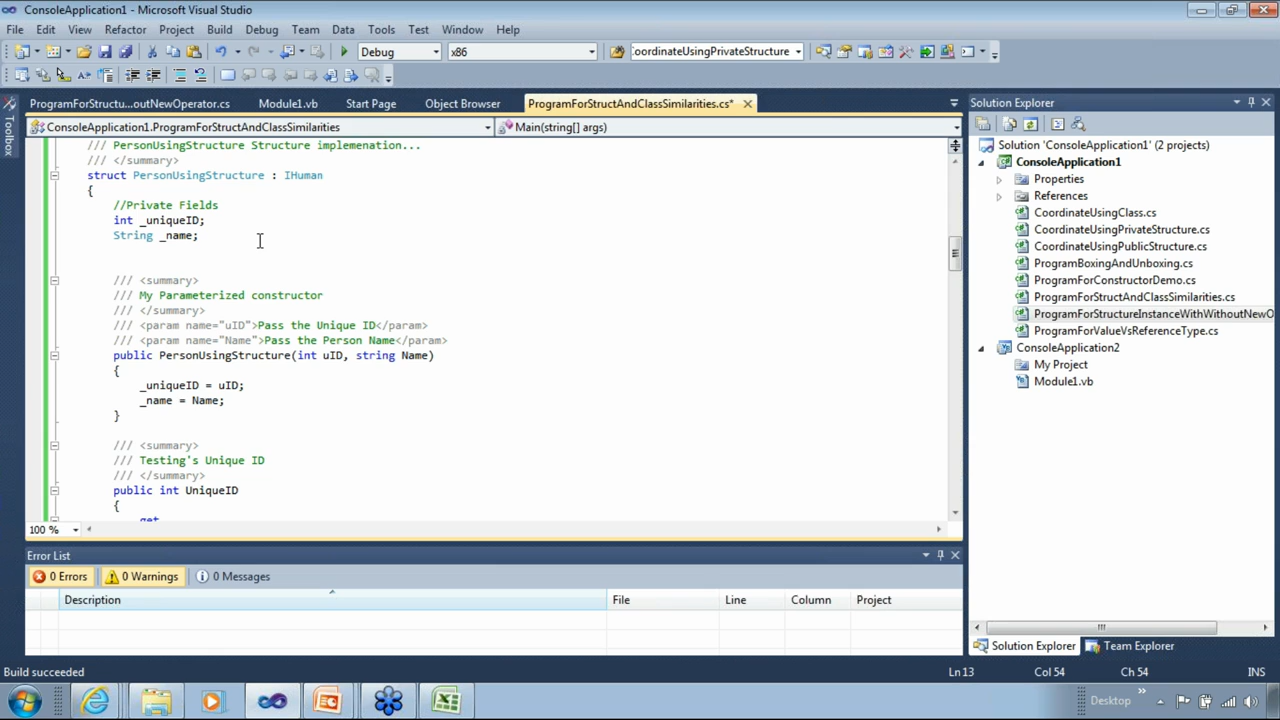 ConsoleApplication1 - Microsoft Visual Studio
File Edit View Refactor Project Build Debug Team Data Tools Test Window Help
Debug x86 CoordinateUsingPrivateStructure
ProgramForStructu...outNewOperator.cs Module1.vb Start Page Object Browser ProgramForStructAndClassSimilarities.cs*
ConsoleApplication1.ProgramForStructAndClassSimilarities Main(string[] args)
Toolbox
/// PersonUsingStructure Structure implemenation...
/// </summary>
struct PersonUsingStructure : IHuman
{
//Private Fields
int _uniqueID;
String _name;
/// <summary>
/// My Parameterized constructor
/// </summary>
/// <param name="uID">Pass the Unique ID</param>
/// <param name="Name">Pass the Person Name</param>
public PersonUsingStructure(int uID, string Name)
{
_uniqueID = uID;
_name = Name;
}
/// <summary>
/// Testing's Unique ID
/// </summary>
public int UniqueID
{
get
100 %
Solution Explorer
Solution 'ConsoleApplication1' (2 projects)
ConsoleApplication1
Properties
References
CoordinateUsingClass.cs
CoordinateUsingPrivateStructure.cs
CoordinateUsingPublicStructure.cs
ProgramBoxingAndUnboxing.cs
ProgramForConstructorDemo.cs
ProgramForStructAndClassSimilarities.cs
ProgramForStructureInstanceWithWithoutNewO
ProgramForValueVsReferenceType.cs
ConsoleApplication2
My Project
Module1.vb
Solution Explorer Team Explorer
Error List
0 Errors 0 Warnings 0 Messages
Description File Line Column Project
Build succeeded Ln 13 Col 54 Ch 54 INS
Desktop